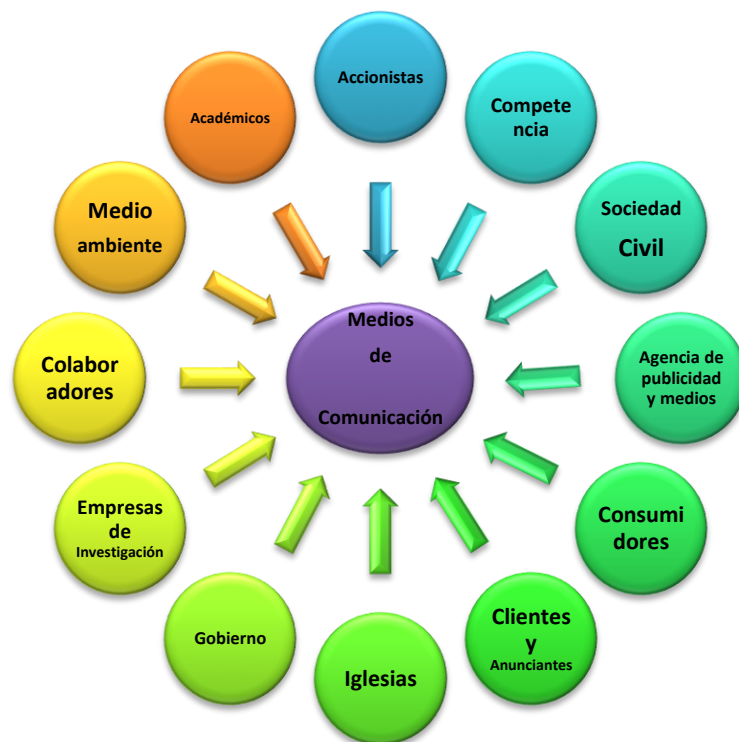 Accionistas
Compete
ncia
Sociedad
Civil
Agencia de
publicidad
y medios
Consumi
dores
Clientes
y
Anunciantes
Iglesias
Gobierno
Empresas
de
Investigación
Colabor
adores
Medio
ambiente
Académicos
Medios
de
Comunicación